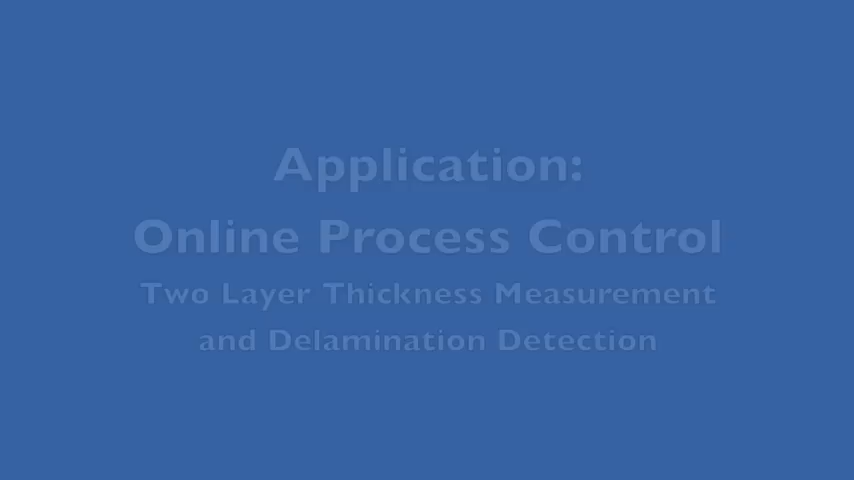 Application:
Online Process Control
Two Layer Thickness Measurement
and Delamination Detection